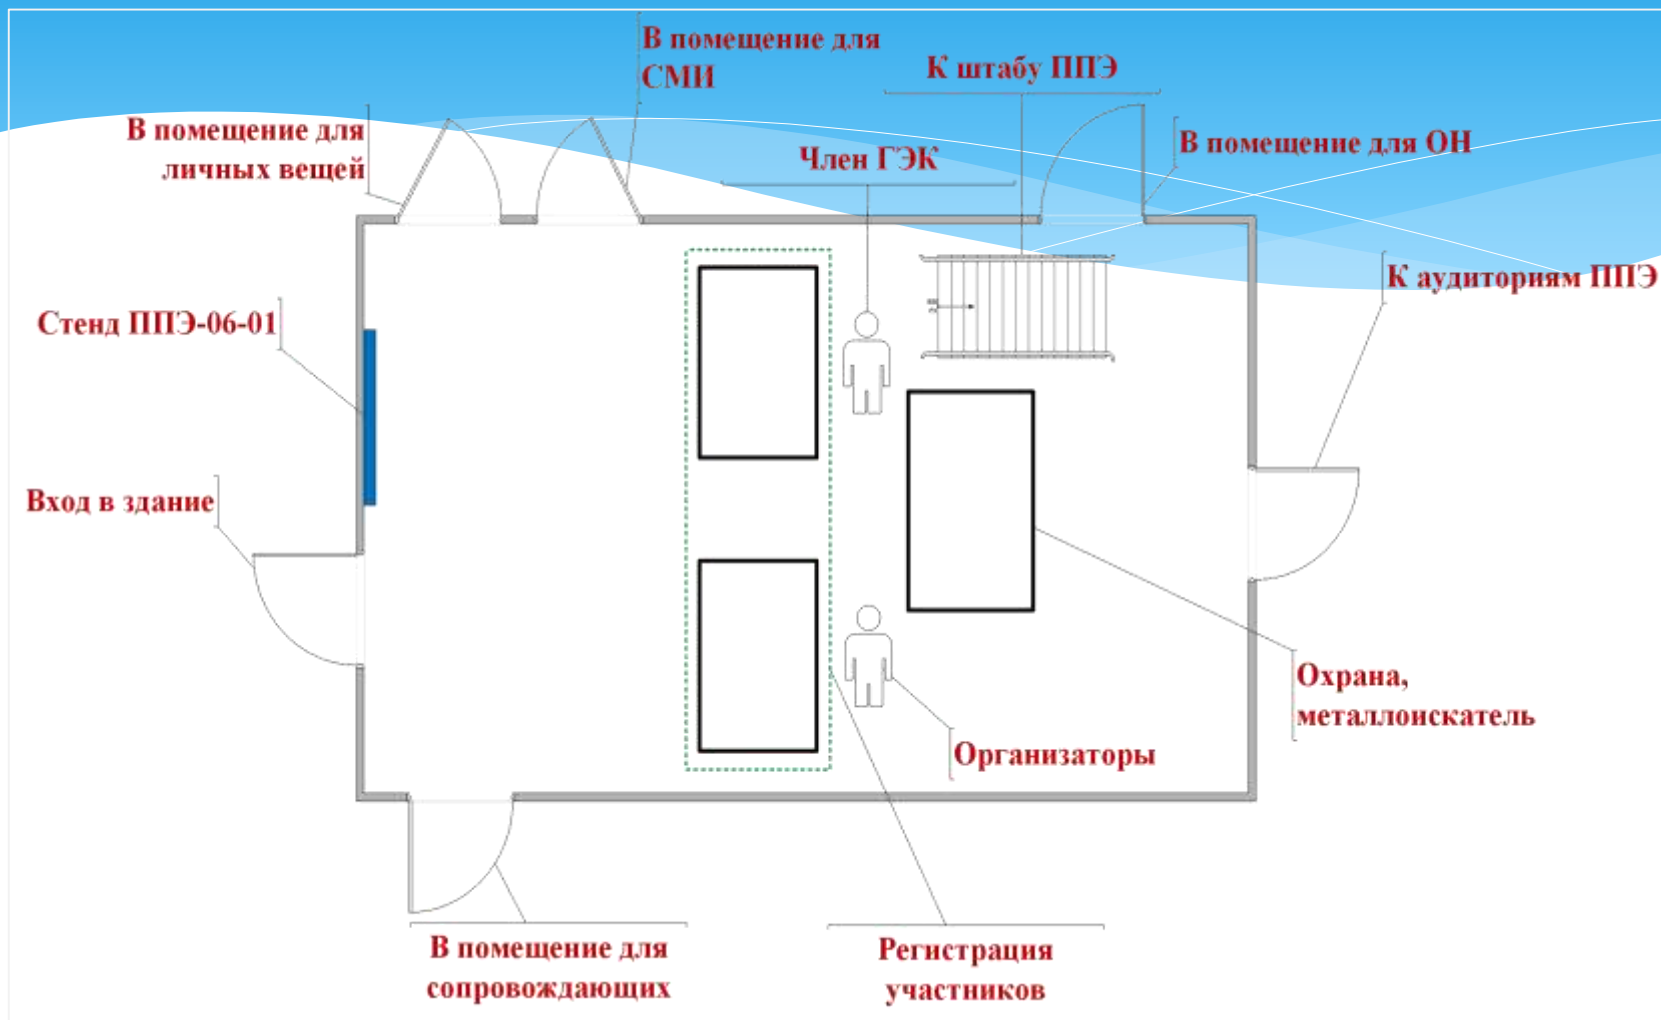 В помещение для
СМИ
К штабу ППЭ
В помещение для
личных вещей
Член ГЭК
В помещение для ОН
К аудиториям ППЭ
Стенд ППЭ-06-01
Вход в здание
Охрана,
металлоискатель
Организаторы
В помещение для
сопровождающих
Регистрация
участников